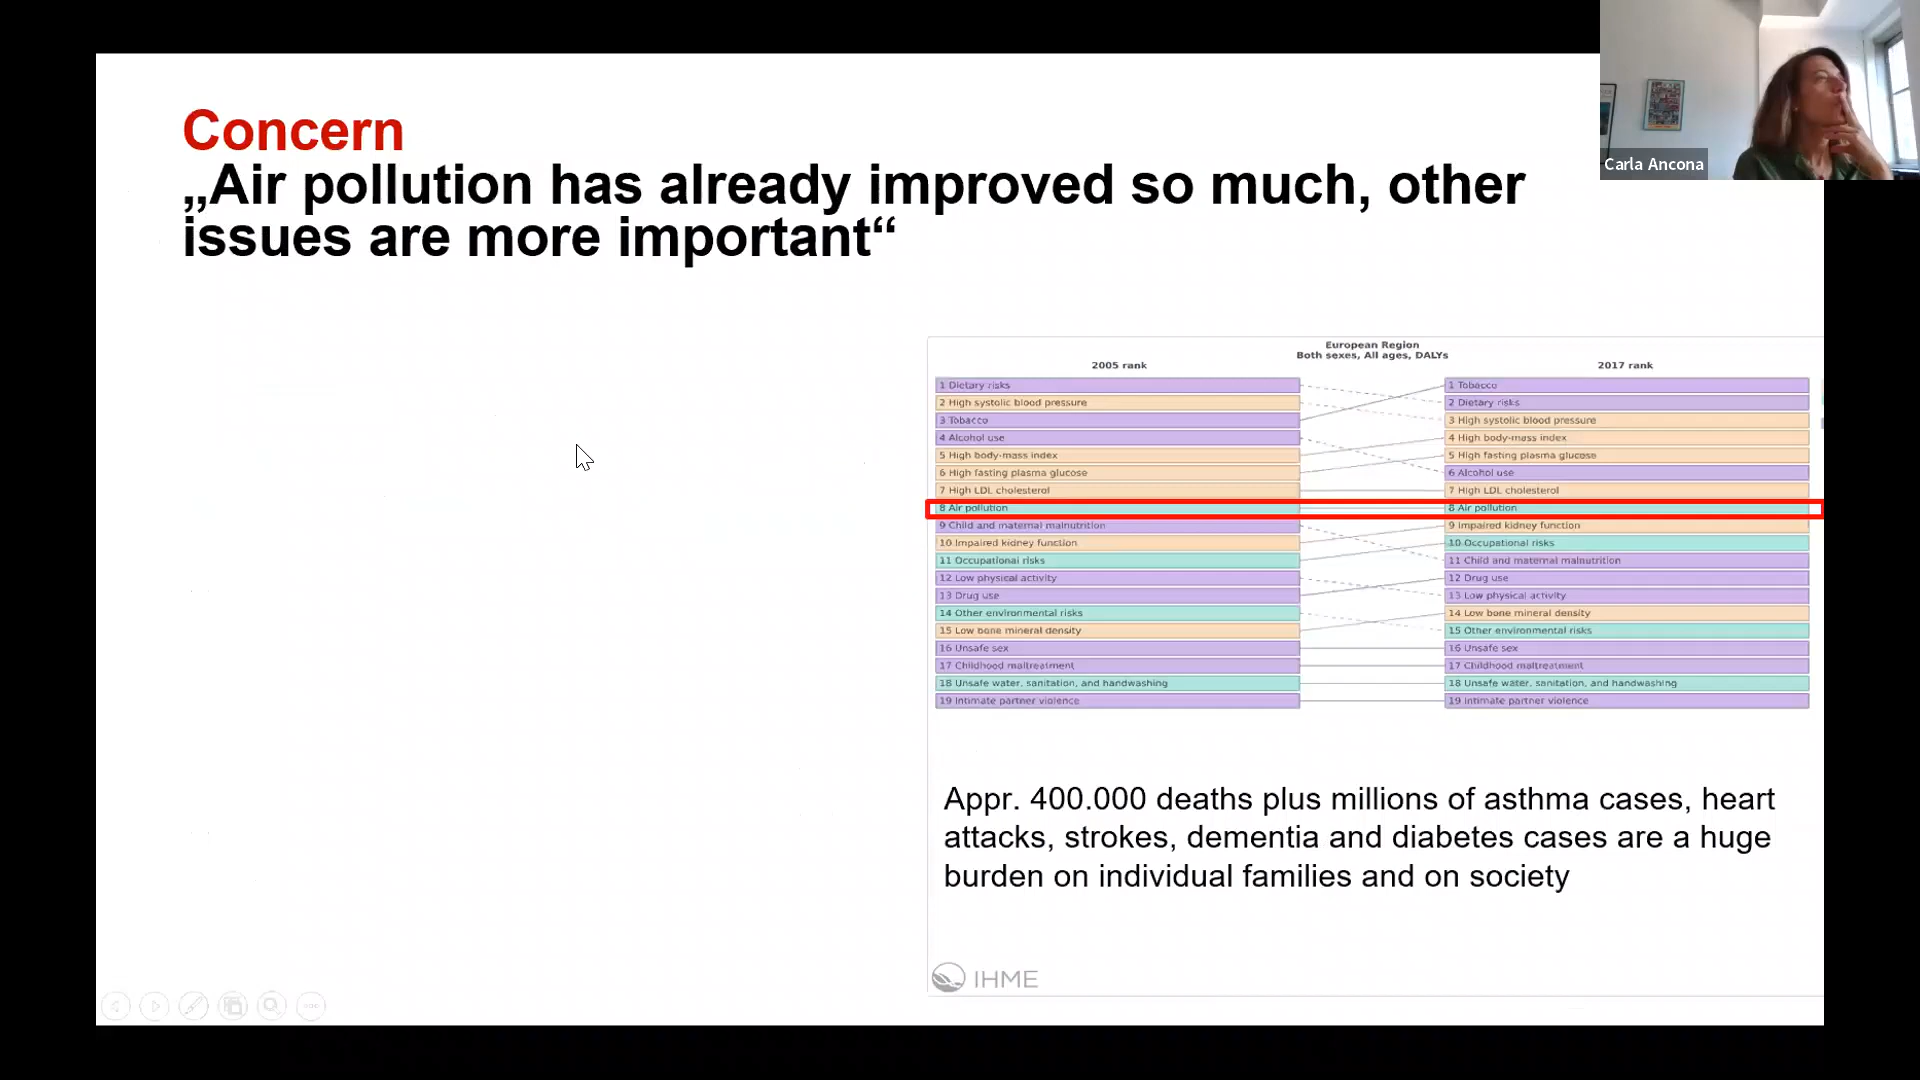 Concern
„Air pollution has already improved so much, other
issues are more important“
Carla Ancona
European Region
Both sexes, All ages, DALYs
2005 rank
2017 rank
1 Dietary risks
2 High systolic blood pressure
3 Tobacco
4 Alcohol use
5 High body-mass index
6 High fasting plasma glucose
7 High LDL cholesterol
8 Air pollution
9 Child and maternal malnutrition
10 Impaired kidney function
11 Occupational risks
12 Low physical activity
13 Drug use
14 Other environmental risks
15 Low bone mineral density
16 Unsafe sex
17 Childhood maltreatment
18 Unsafe water, sanitation, and handwashing
19 Intimate partner violence
1 Tobacco
2 Dietary risks
3 High systolic blood pressure
4 High body-mass index
5 High fasting plasma glucose
6 Alcohol use
7 High LDL cholesterol
8 Air pollution
9 Impaired kidney function
10 Occupational risks
11 Child and maternal malnutrition
12 Drug use
13 Low physical activity
14 Low bone mineral density
15 Other environmental risks
16 Unsafe sex
17 Childhood maltreatment
18 Unsafe water, sanitation, and handwashing
19 Intimate partner violence
Appr. 400.000 deaths plus millions of asthma cases, heart
attacks, strokes, dementia and diabetes cases are a huge
burden on individual families and on society
IHME